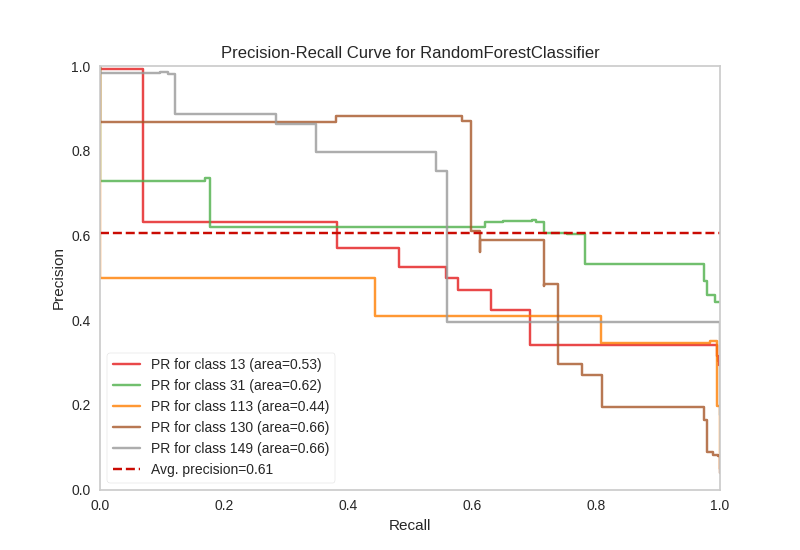 Precision-Recall Curve for RandomForestClassifier
1.0
0.8
0.6
0.4
0.2
0.0
Precision
PR for class 13 (area=0.53)
PR for class 31 (area=0.62)
PR for class 113 (area=0.44)
PR for class 130 (area=0.66)
PR for class 149 (area=0.66)
Avg. precision=0.61
0.0 0.2 0.4 0.6 0.8 1.0
Recall